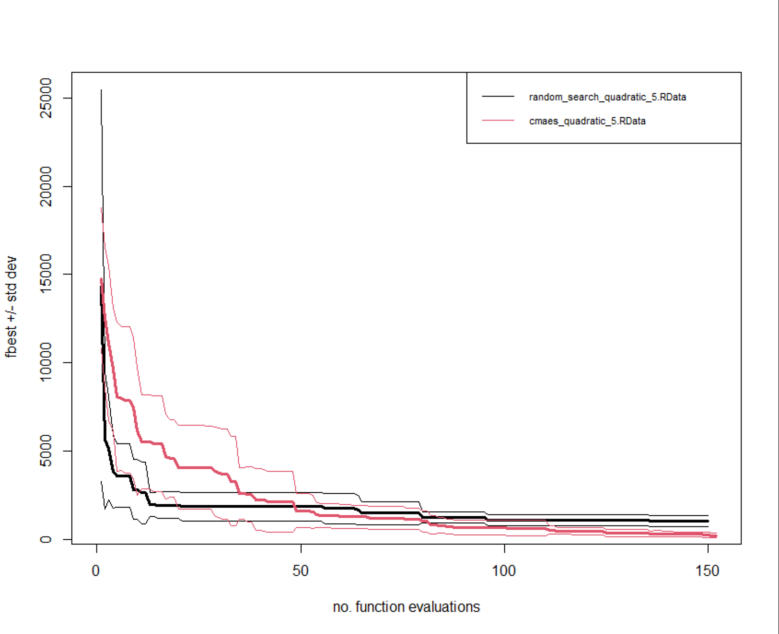 random_search_quadratic_5.RData
cmaes_quadratic_5.RData
fbest +/- std dev
25000
20000
15000
10000
5000
0
0 50 100 150
no. function evaluations